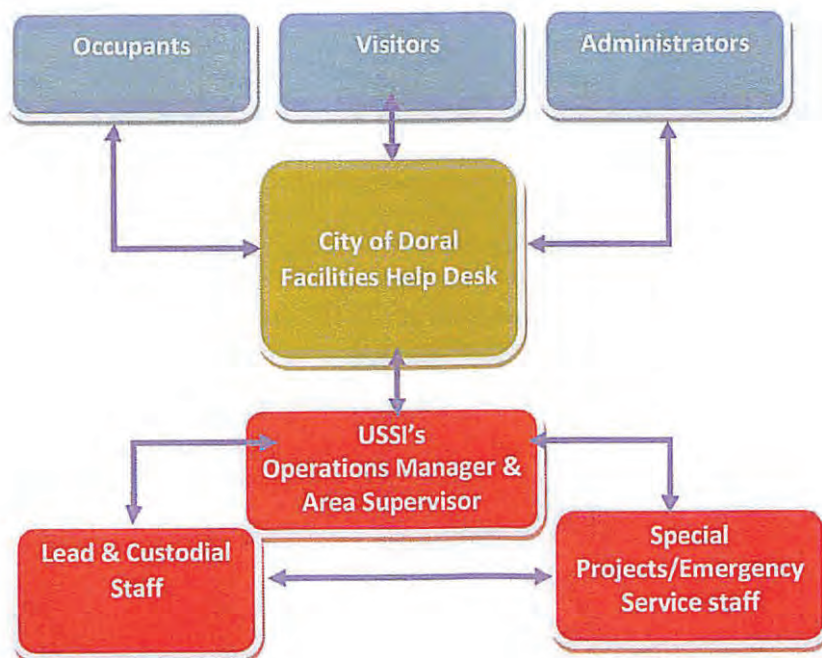 Occupants
Visitors
Administrators
City of Doral
Facilities Help Desk
USSI's
Operations Manager &
Area Supervisor
Lead & Custodial
Staff
Special
Projects/Emergency
Service staff